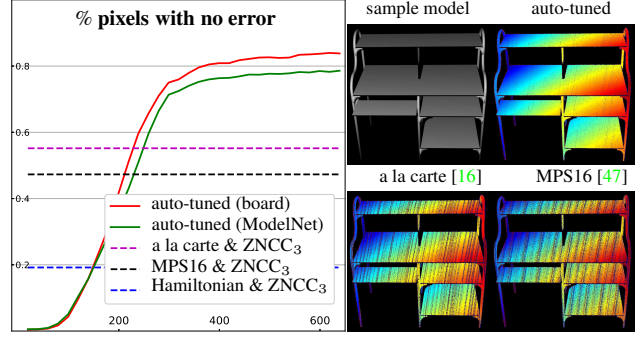 % pixels with no error
0.8
0.6
0.4
0.2
200
400
600
auto-tuned (board)
auto-tuned (ModelNet)
a la carte & ZNCC₃
MPS16 & ZNCC₃
Hamiltonian & ZNCC₃
sample model
auto-tuned
a la carte [16]
MPS16 [47]